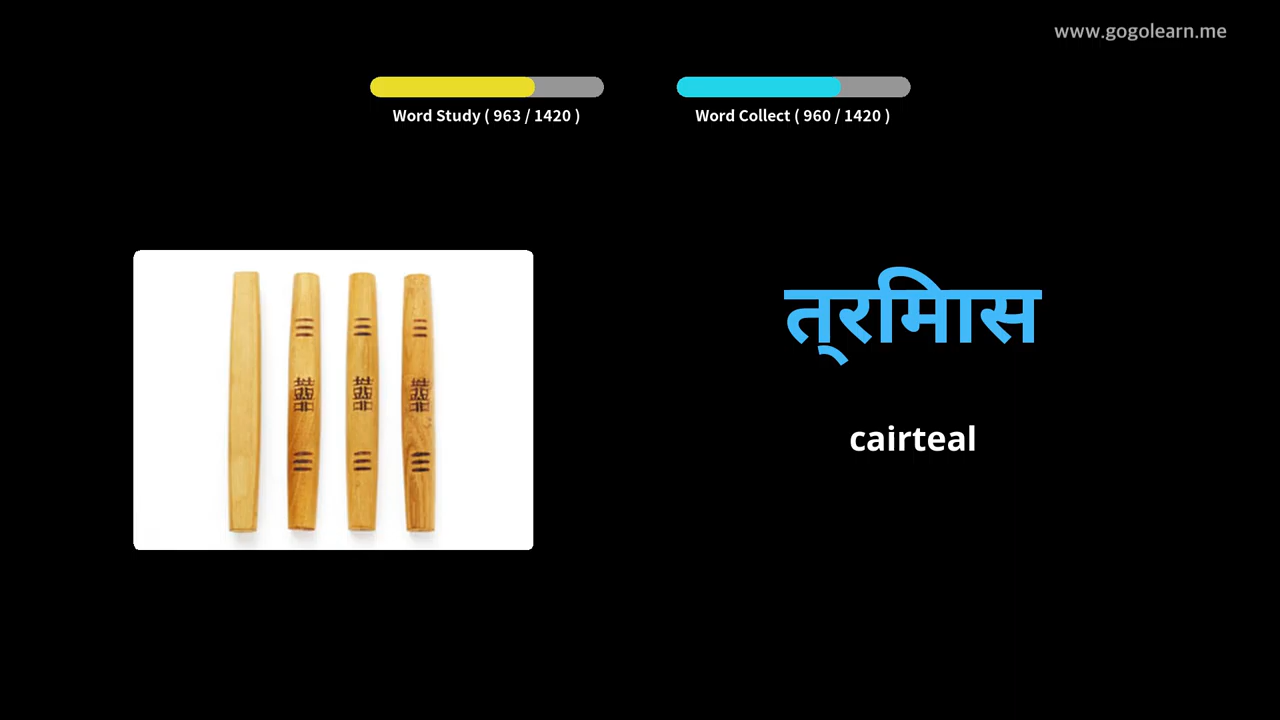 www.gogolearn.me
Word Study ( 963 / 1420 )
Word Collect ( 960 / 1420 )
त्‌रमिास
cairteal